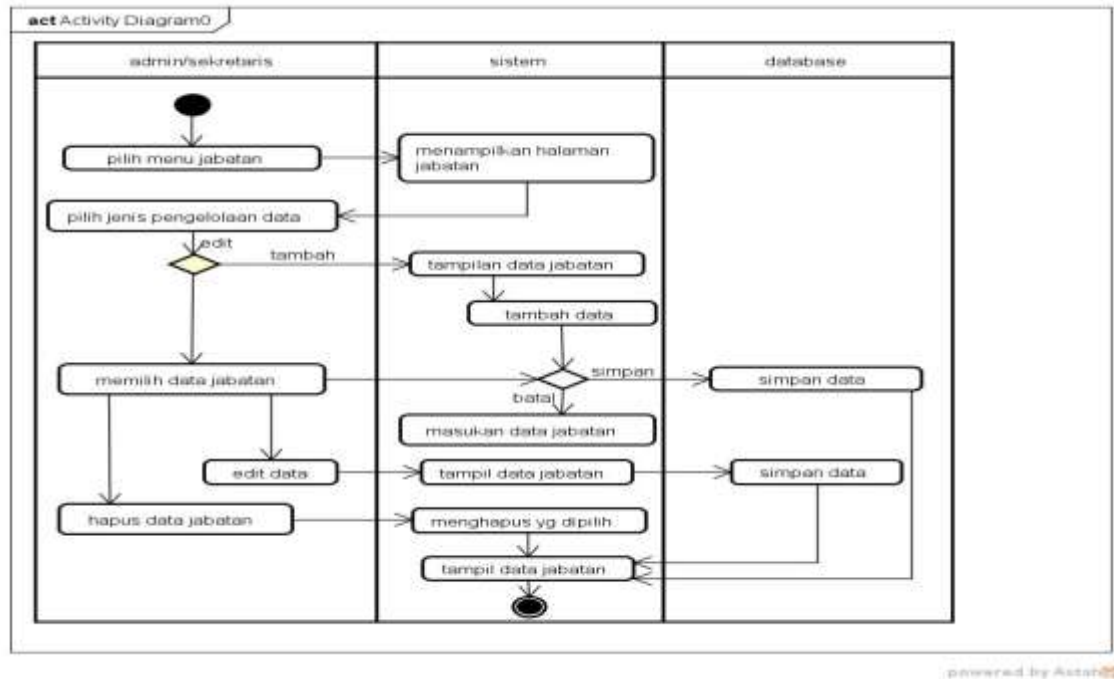 act Activity Diagram0
admin/sekretaris
sistem
database
pilih menu jabatan
menampilkan halaman
jabatan
pilih jenis pengelolaan data
edit
tambah
tampilan data jabatan
tambah data
memilih data jabatan
simpan
simpan data
batal
masukan data jabatan
edit data
tampil data jabatan
simpan data
hapus data jabatan
menghapus yg dipilih
tampil data jabatan
powered by Astah